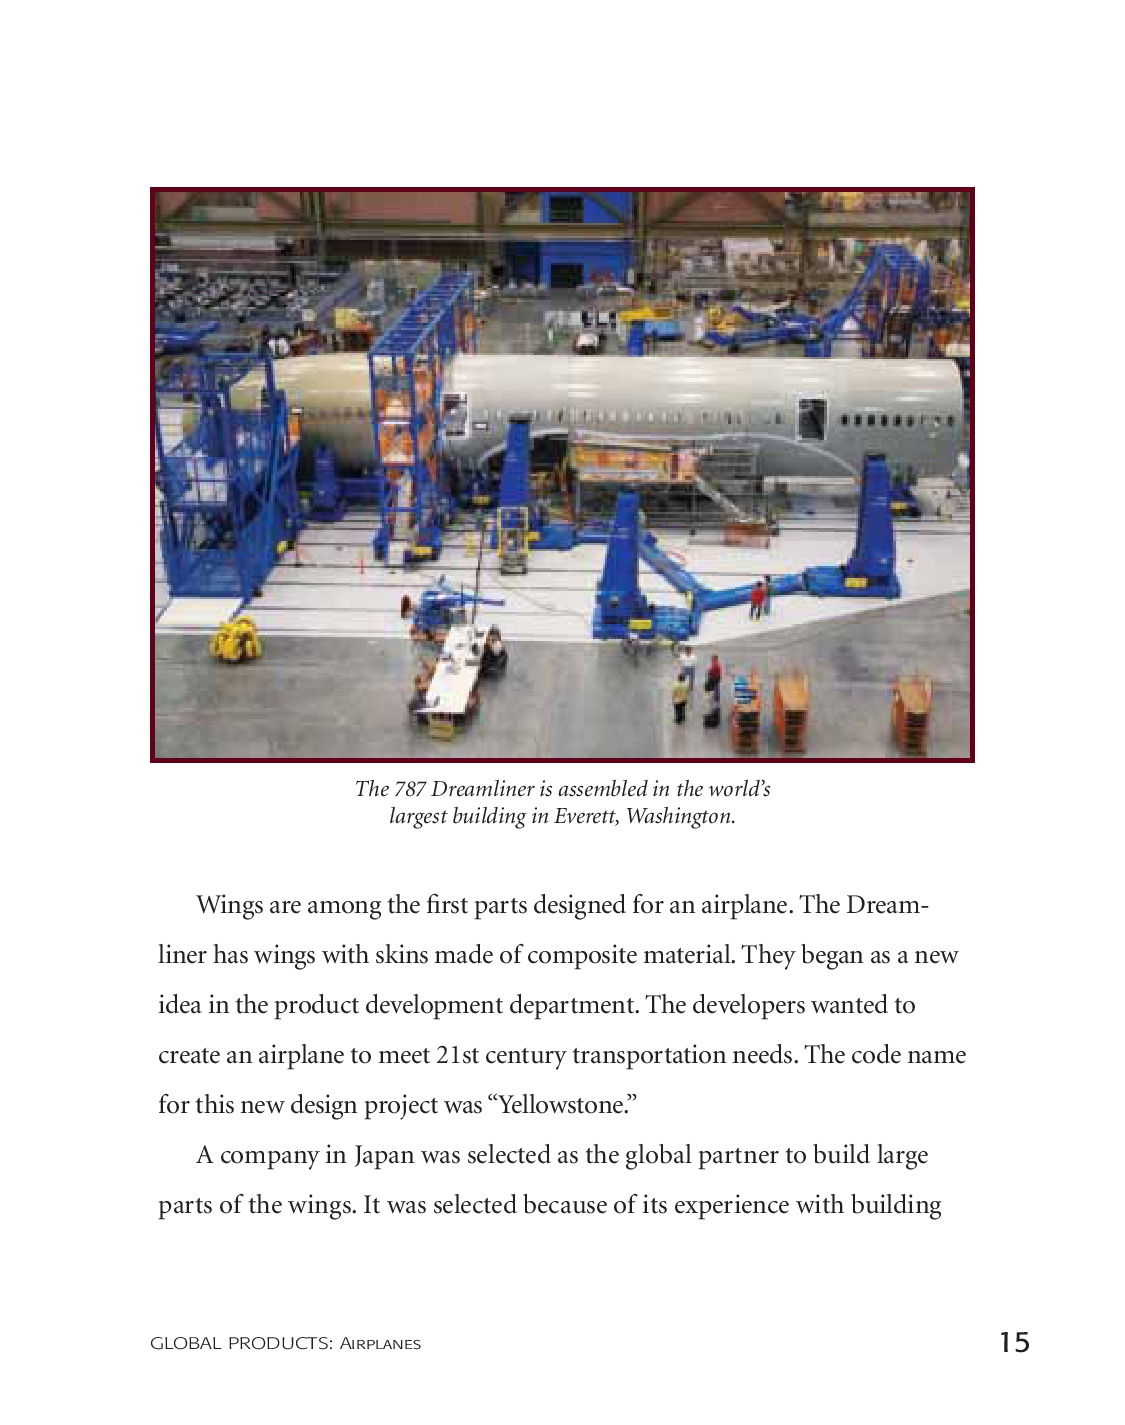 The 787 Dreamliner is assembled in the world’s
largest building in Everett, Washington.
Wings are among the first parts designed for an airplane. The Dream-
liner has wings with skins made of composite material. They began as a new
idea in the product development department. The developers wanted to
create an airplane to meet 21st century transportation needs. The code name
for this new design project was “Yellowstone.”
A company in Japan was selected as the global partner to build large
parts of the wings. It was selected because of its experience with building
GLOBAL PRODUCTS: Airplanes
15